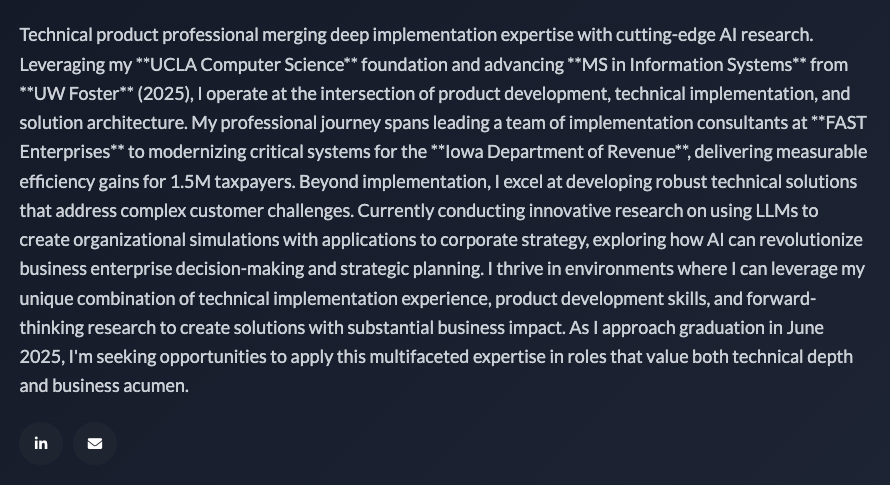 Technical product professional merging deep implementation expertise with cutting-edge AI research.
Leveraging my **UCLA Computer Science** foundation and advancing **MS in Information Systems** from
**UW Foster** (2025), I operate at the intersection of product development, technical implementation, and
solution architecture. My professional journey spans leading a team of implementation consultants at **FAST
Enterprises** to modernizing critical systems for the **Iowa Department of Revenue**, delivering measurable
efficiency gains for 1.5M taxpayers. Beyond implementation, I excel at developing robust technical solutions
that address complex customer challenges. Currently conducting innovative research on using LLMs to
create organizational simulations with applications to corporate strategy, exploring how AI can revolutionize
business enterprise decision-making and strategic planning. I thrive in environments where I can leverage my
unique combination of technical implementation experience, product development skills, and forward-
thinking research to create solutions with substantial business impact. As I approach graduation in June
2025, I'm seeking opportunities to apply this multifaceted expertise in roles that value both technical depth
and business acumen.
in